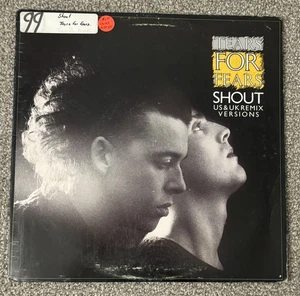 99
Shout
Tears for Fears
TEARS
FOR
FEARS
SHOUT
US & UK REMIX
VERSIONS